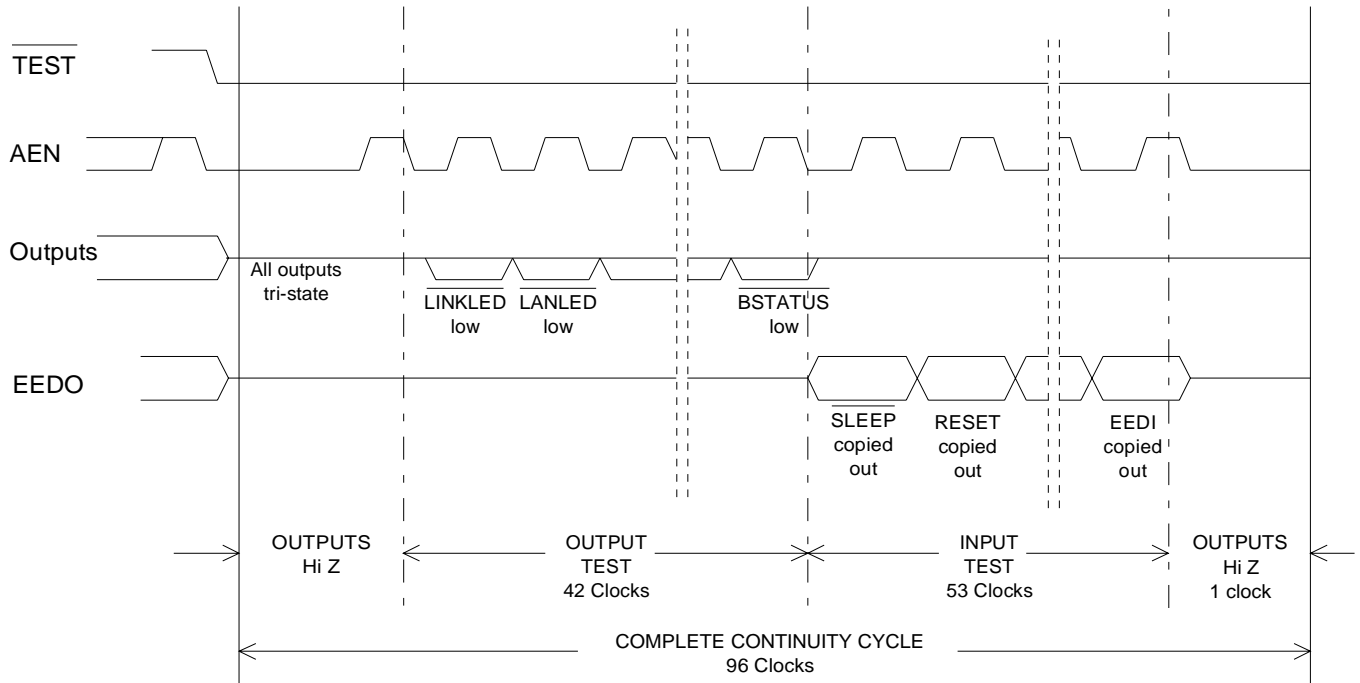 TEST
AEN
Outputs
All outputs
tri-state
LINKLED
low
LANLED
low
BSTATUS
low
EEDO
SLEEP
copied
out
RESET
copied
out
EEDI
copied
out
OUTPUTS
Hi Z
OUTPUT
TEST
42 Clocks
INPUT
TEST
53 Clocks
OUTPUTS
Hi Z
1 clock
COMPLETE CONTINUITY CYCLE
96 Clocks